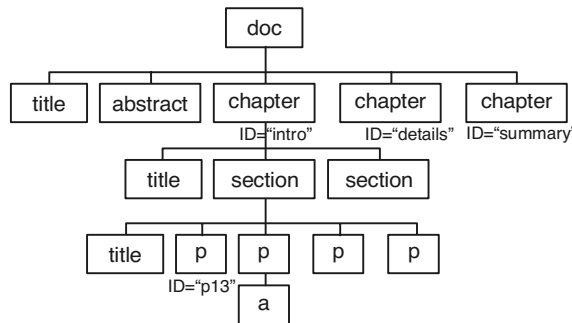 doc
title abstract chapter chapter chapter
ID=“intro” ID=“details” ID=“summary”
title section section
title p p p p
ID=“p13”
a